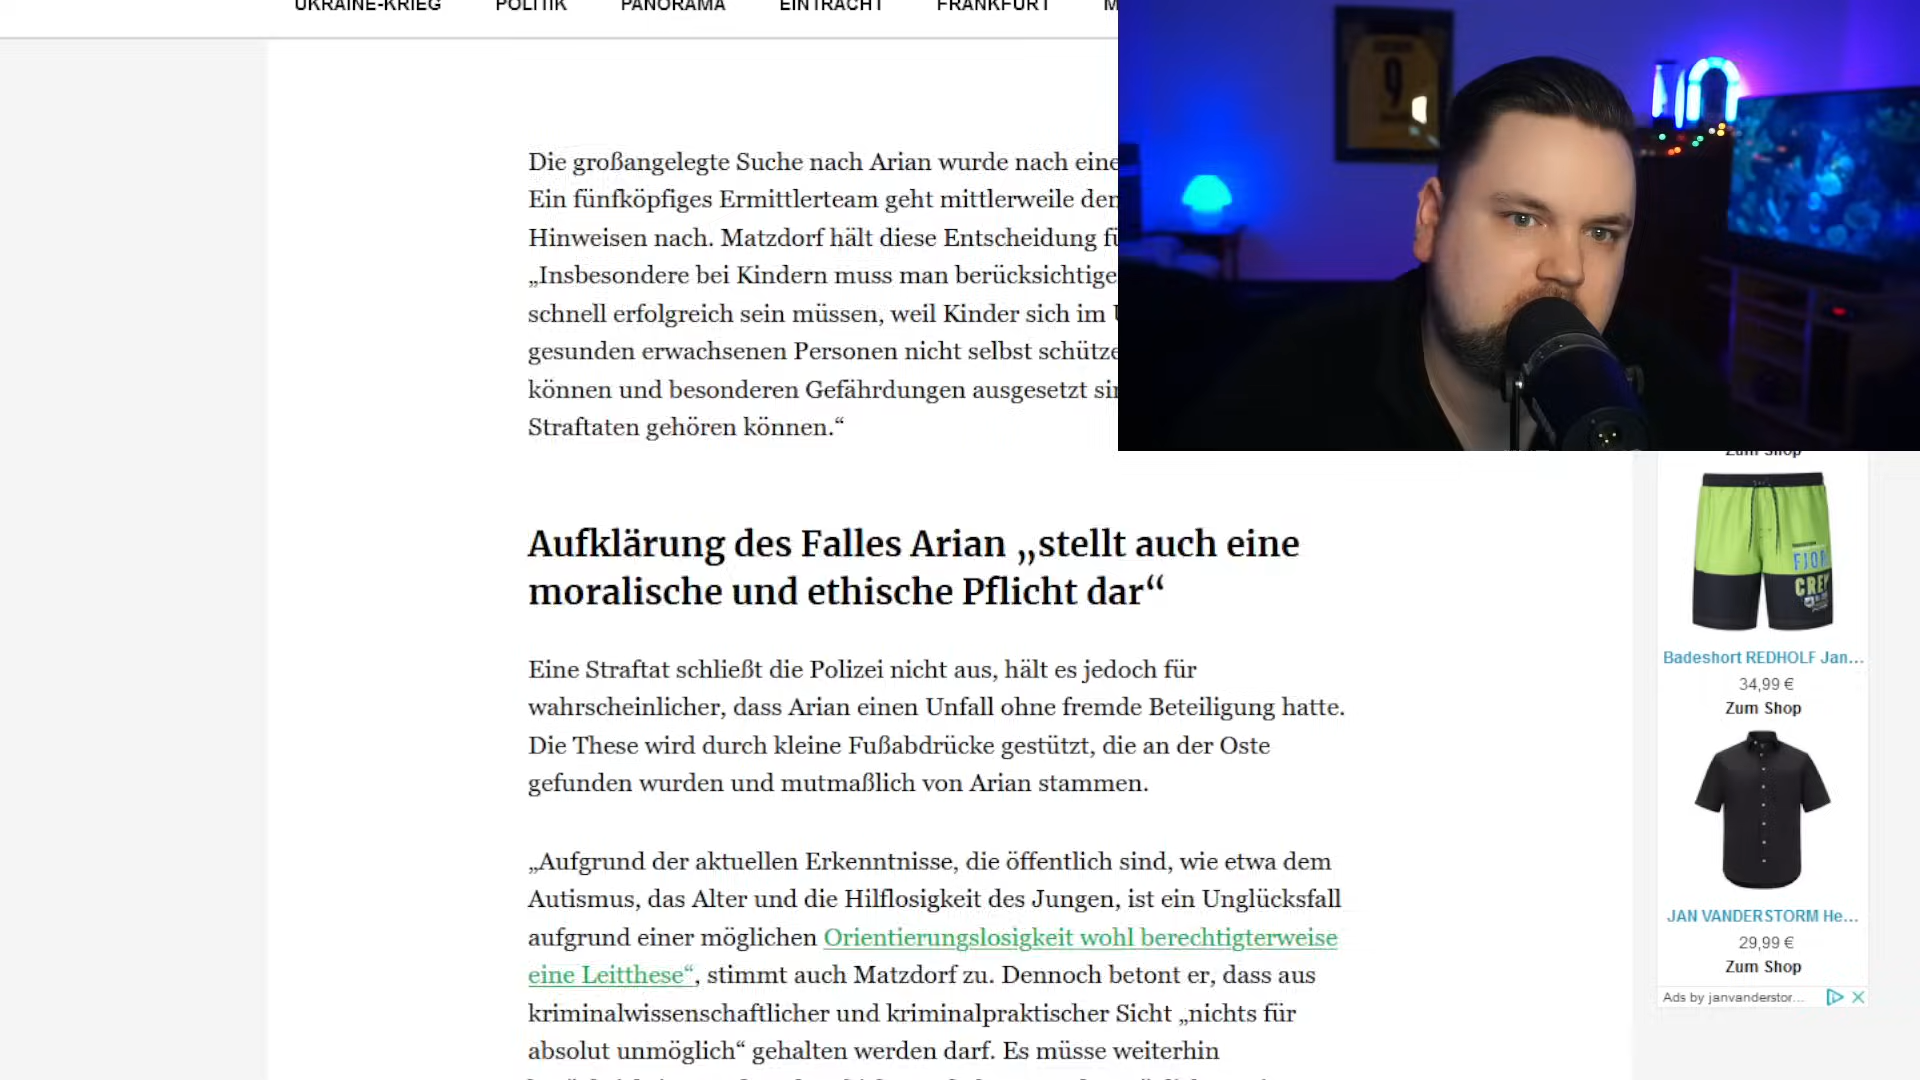 UKRAINE-KRIEG POLITIK PANORAMA EINTRACHT FRANKFURT
Die großangelegte Suche nach Arian wurde nach eine
Ein fünfköpfiges Ermittlerteam geht mittlerweile den
Hinweisen nach. Matzdorf hält diese Entscheidung fü
„Insbesondere bei Kindern muss man berücksichtige
schnell erfolgreich sein müssen, weil Kinder sich im
gesunden erwachsenen Personen nicht selbst schütze
können und besonderen Gefährdungen ausgesetzt sin
Straftaten gehören können.“
Aufklärung des Falles Arian „stellt auch eine
moralische und ethische Pflicht dar“
Eine Straftat schließt die Polizei nicht aus, hält es jedoch für
wahrscheinlicher, dass Arian einen Unfall ohne fremde Beteiligung hatte.
Die These wird durch kleine Fußabdrücke gestützt, die an der Oste
gefunden wurden und mutmaßlich von Arian stammen.
„Aufgrund der aktuellen Erkenntnisse, die öffentlich sind, wie etwa dem
Autismus, das Alter und die Hilflosigkeit des Jungen, ist ein Unglücksfall
aufgrund einer möglichen Orientierungslosigkeit wohl berechtigterweise
eine Leitthese“, stimmt auch Matzdorf zu. Dennoch betont er, dass aus
kriminalwissenschaftlicher und kriminalpraktischer Sicht „nichts für
absolut unmöglich“ gehalten werden darf. Es müsse weiterhin
9
Zum Shop
FJOR
CREW
Badeshort REDHOLF Jan...
34,99 €
Zum Shop
JAN VANDERSTORM He...
29,99 €
Zum Shop
Ads by janvanderstor...